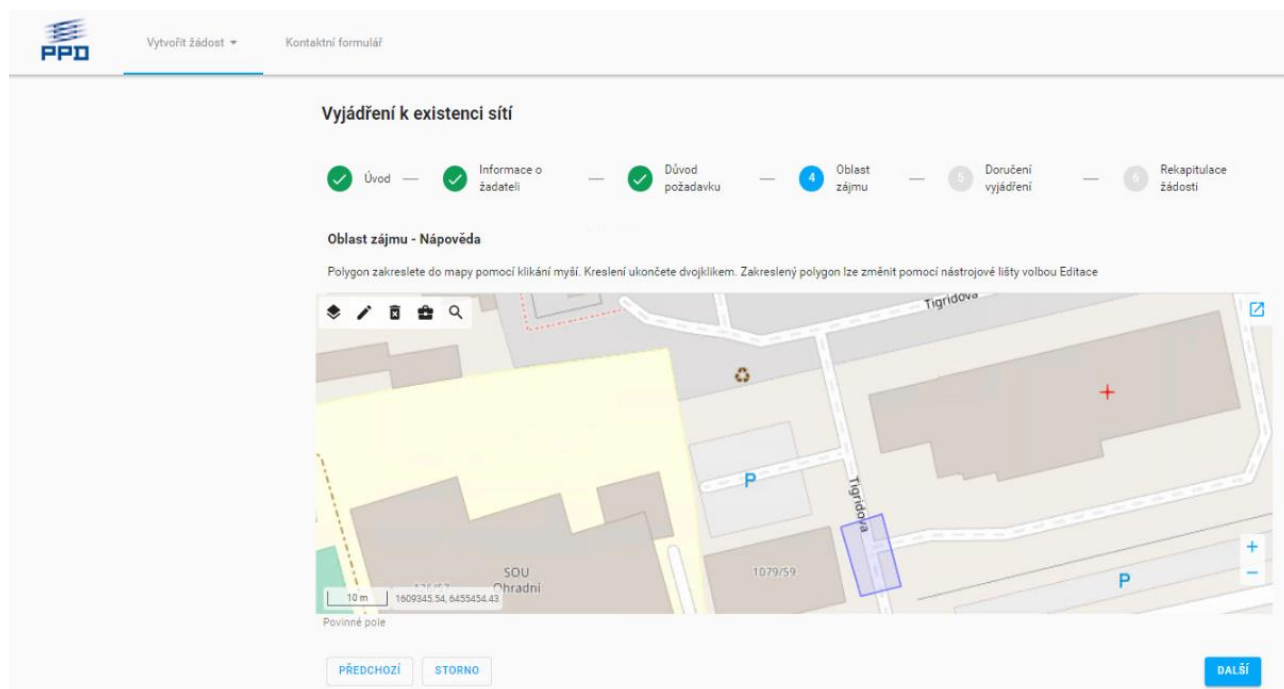 PPD
Vytvořit žádost
Kontaktní formulář
Vyjádření k existenci sítí
Úvod
Informace o
žadateli
Důvod
požadavku
4
Oblast
zájmu
5
Doručení
vyjádření
6
Rekapitulace
žádosti
Oblast zájmu - Nápověda
Polygon zakreslete do mapy pomocí klikání myší. Kreslení ukončete dvojklikem. Zakreslený polygon lze změnit pomocí nástrojové lišty volbou Editace
Tigridova
P
Tigridova
SOU
Ohradní
1079/59
P
+
−
10 m
1609345.54, 6455454.43
Povinné pole
PŘEDCHOZÍ
STORNO
DALŠÍ